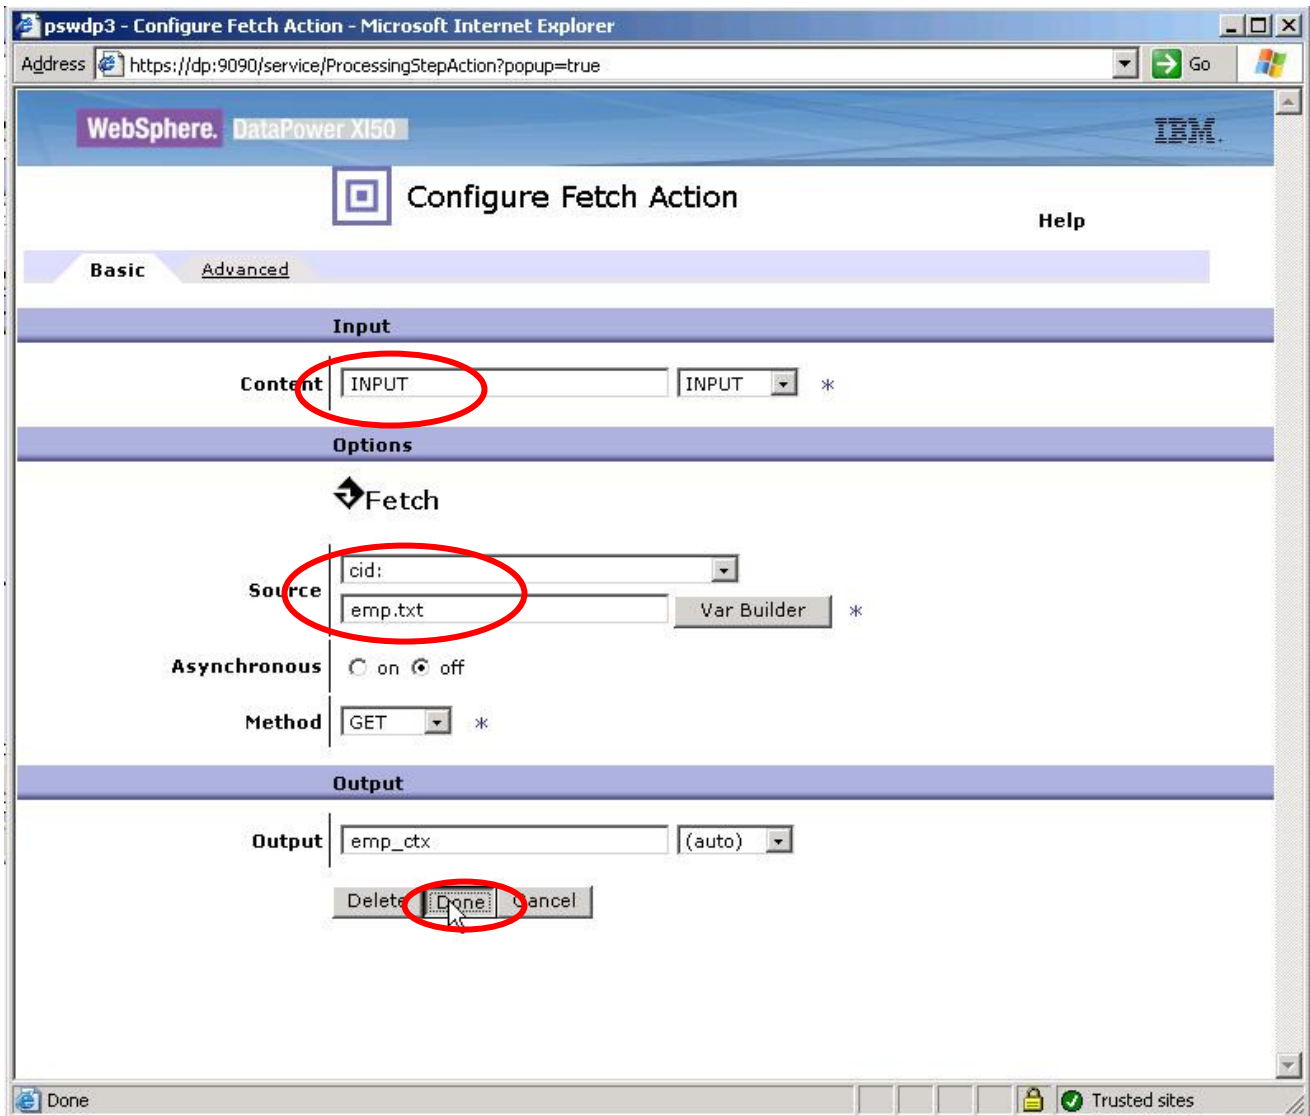 pswdp3 - Configure Fetch Action - Microsoft Internet Explorer
Address https://dp:9090/service/ProcessingStepAction?popup=true Go
WebSphere. DataPower XI50 IBM.
Configure Fetch Action
Help
Basic Advanced
Input
Content INPUT INPUT *
Options
Fetch
Source cid:
emp.txt Var Builder *
Asynchronous on off
Method GET *
Output
Output emp_ctx (auto)
Delete Done Cancel
Done Trusted sites